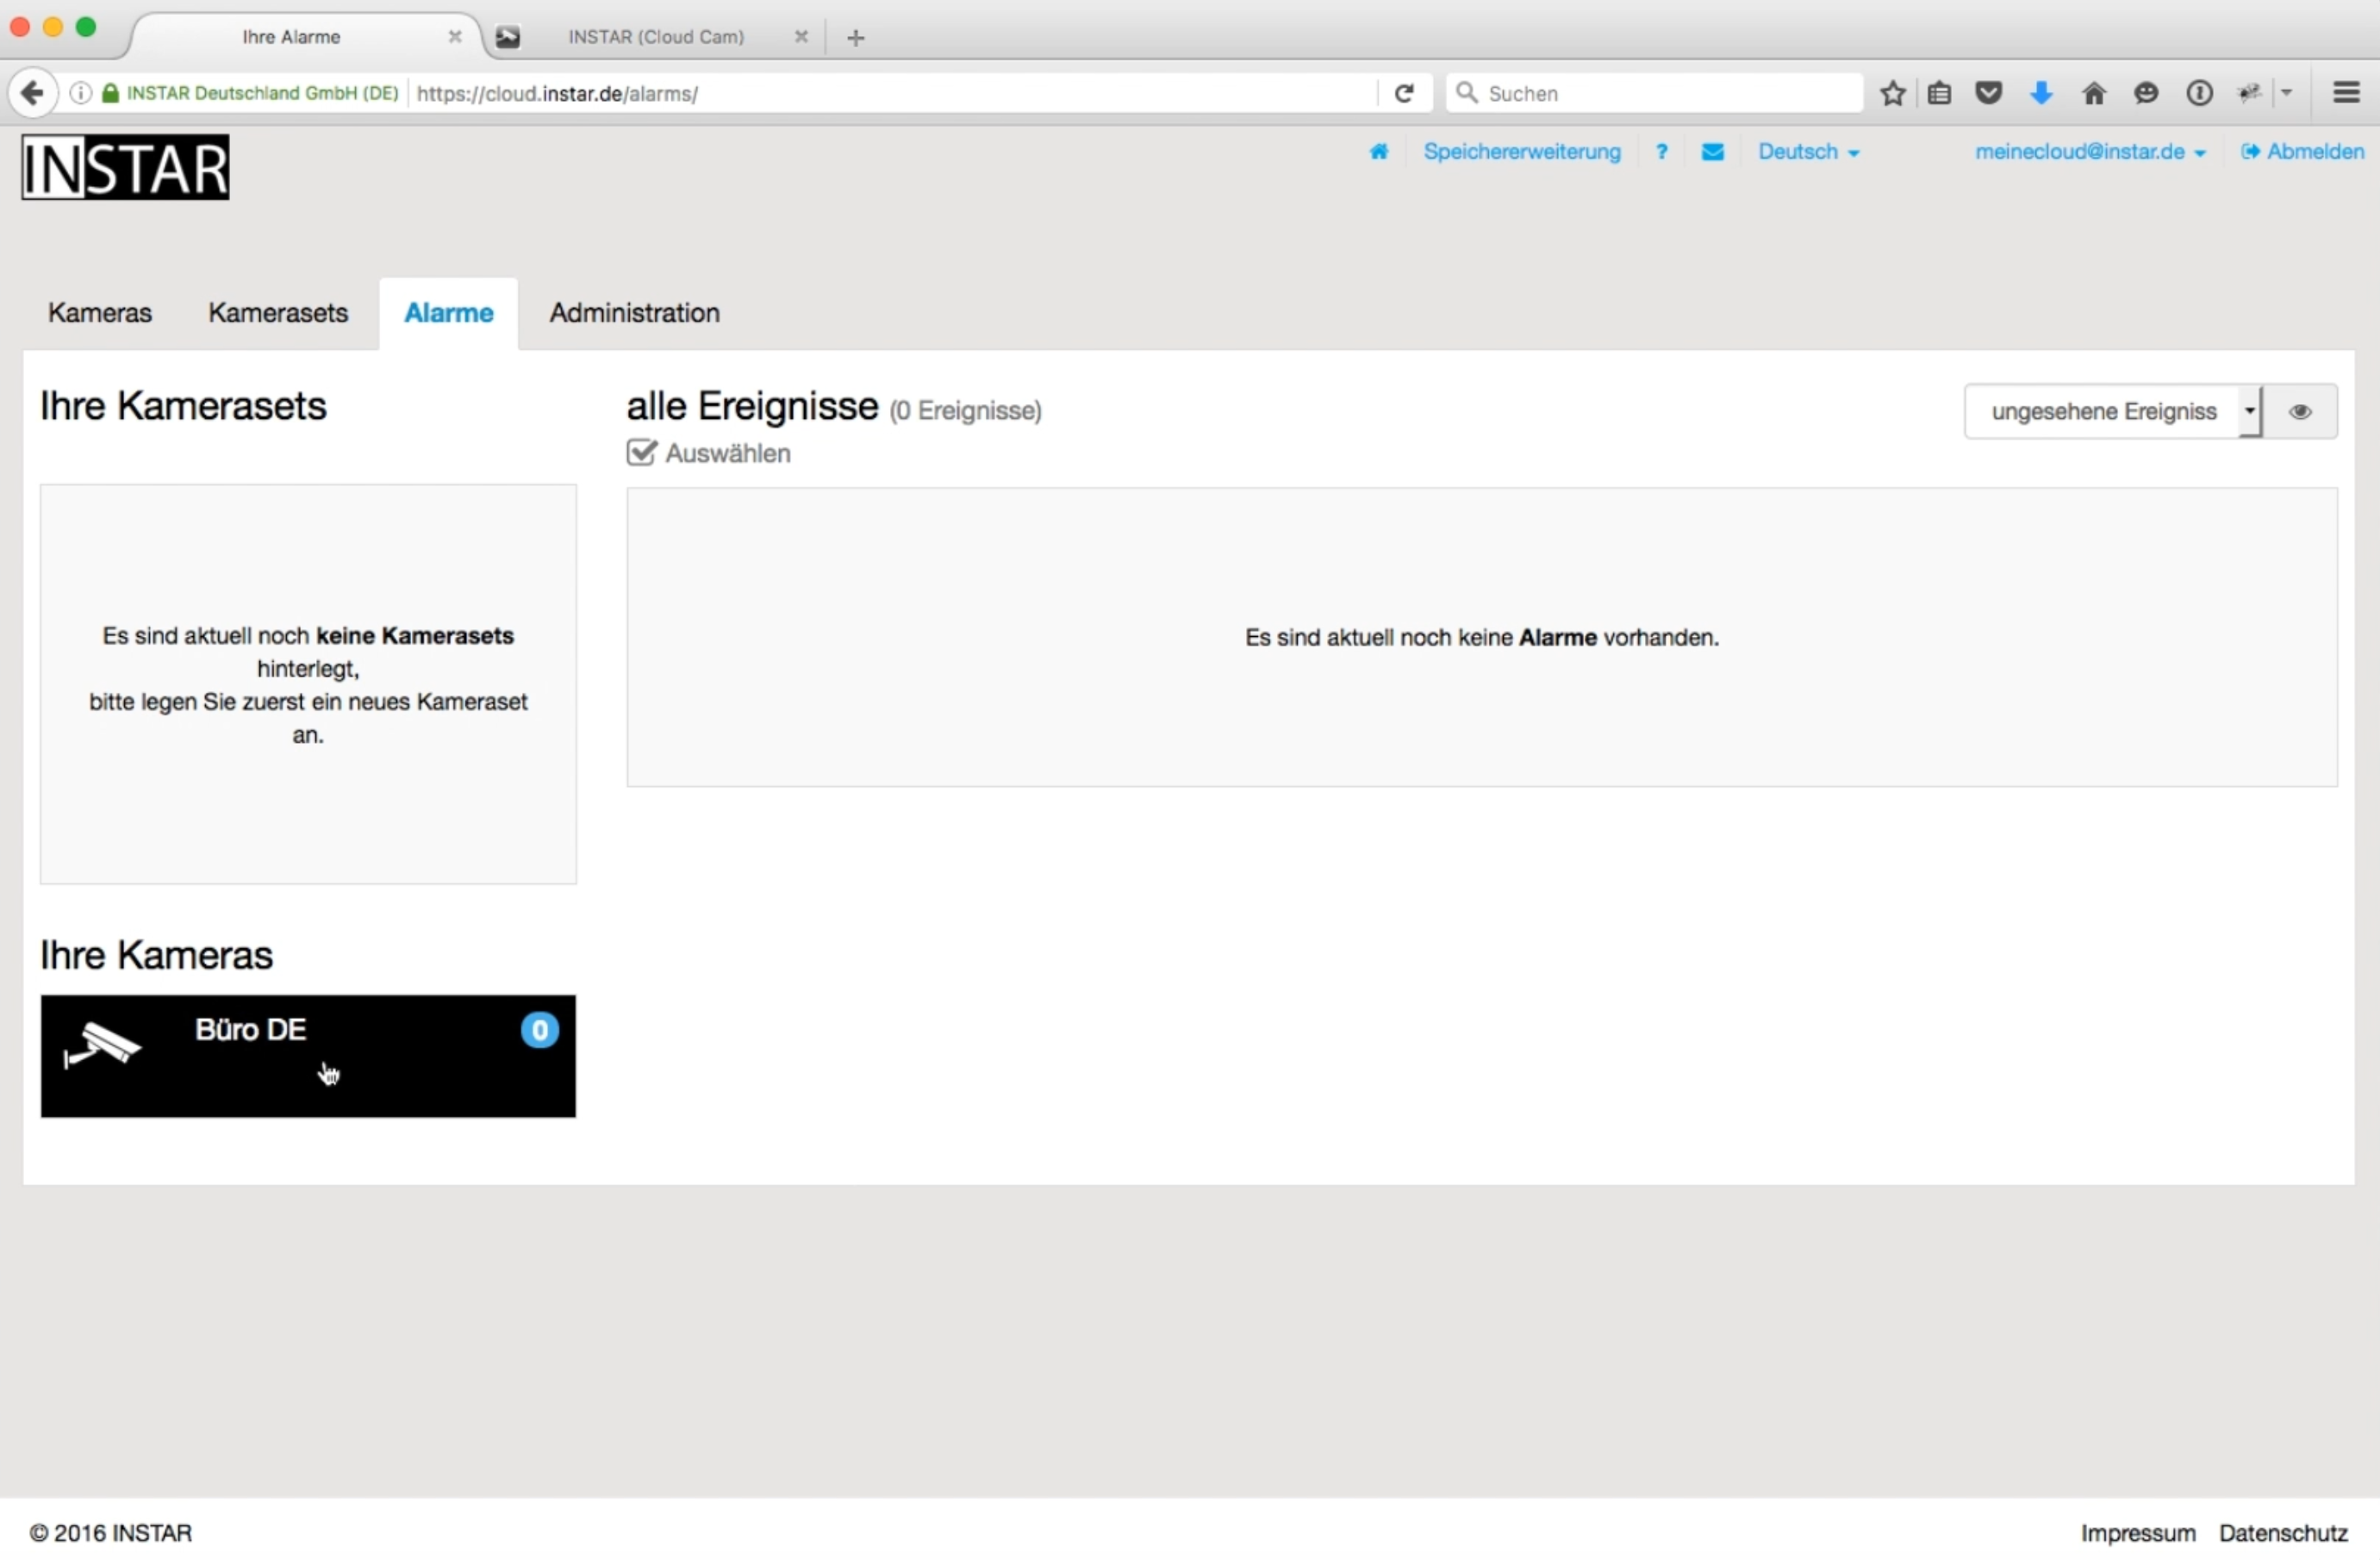 Ihre Alarme
INSTAR (Cloud Cam)
INSTAR Deutschland GmbH (DE)
https://cloud.instar.de/alarms/
Suchen
INSTAR
Speichererweiterung
?
Deutsch
meinecloud@instar.de
Abmelden
Kameras
Kamerasets
Alarme
Administration
Ihre Kamerasets
Es sind aktuell noch keine Kamerasets
hinterlegt,
bitte legen Sie zuerst ein neues Kameraset
an.
alle Ereignisse (0 Ereignisse)
Auswählen
ungesehene Ereigniss
Es sind aktuell noch keine Alarme vorhanden.
Ihre Kameras
Büro DE
0
© 2016 INSTAR
Impressum
Datenschutz